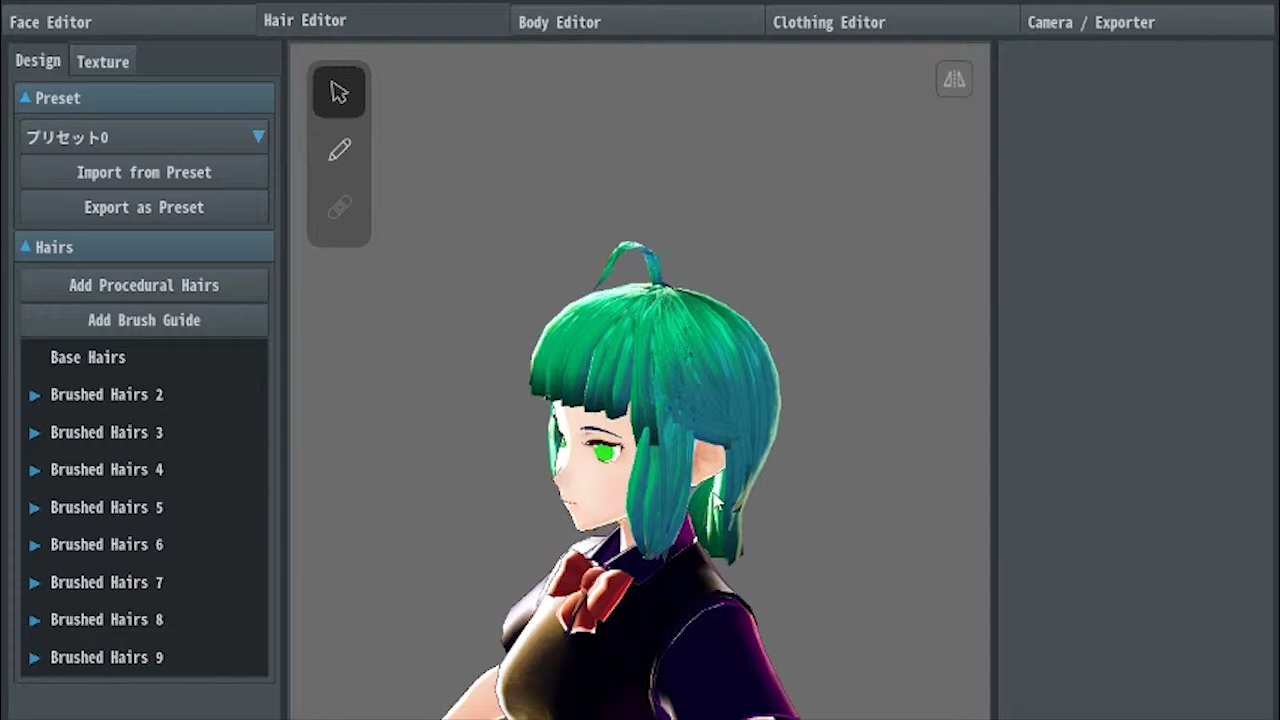 Face Editor
Hair Editor
Body Editor
Clothing Editor
Camera / Exporter
Design
Texture
Preset
プリセット0
Import from Preset
Export as Preset
Hairs
Add Procedural Hairs
Add Brush Guide
Base Hairs
Brushed Hairs 2
Brushed Hairs 3
Brushed Hairs 4
Brushed Hairs 5
Brushed Hairs 6
Brushed Hairs 7
Brushed Hairs 8
Brushed Hairs 9